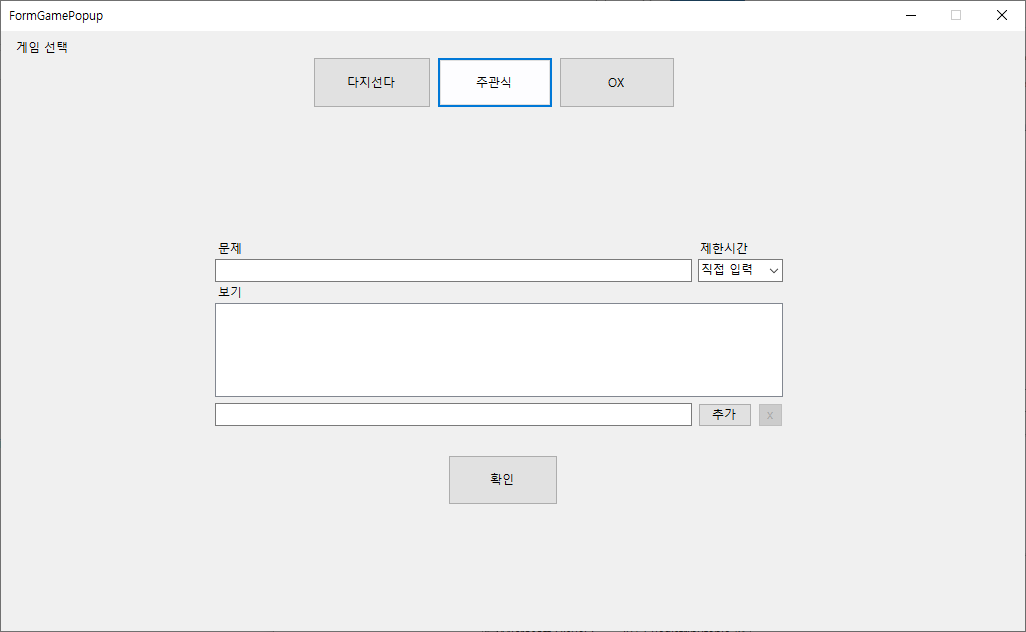 FormGamePopup
게임 선택
다지선다 주관식 OX
문제 제한시간
직접 입력
보기
추가 x
확인